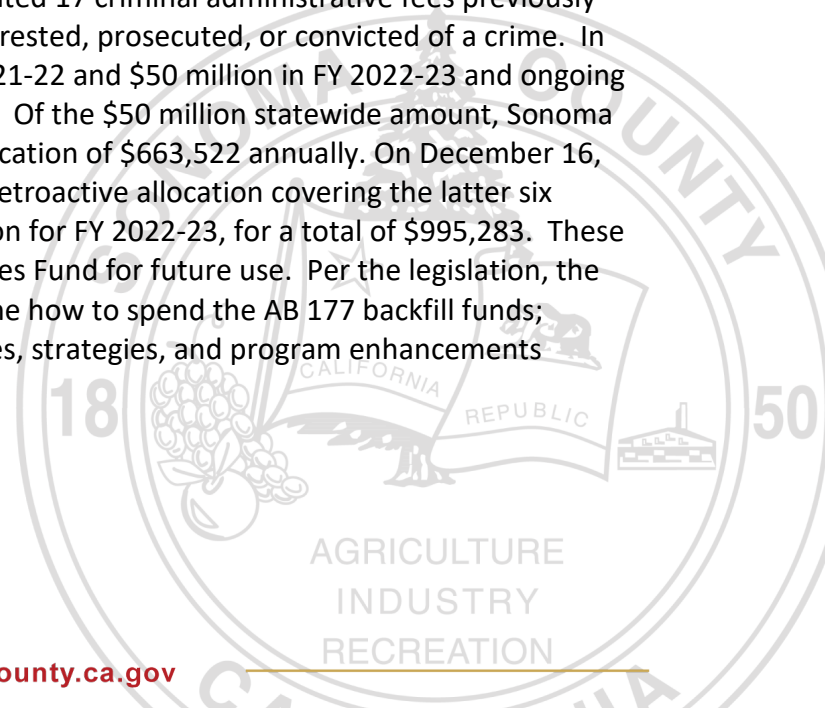 ted 17 criminal administrative fees previously
rested, prosecuted, or convicted of a crime. In
21-22 and $50 million in FY 2022-23 and ongoing
Of the $50 million statewide amount, Sonoma
cation of $663,522 annually. On December 16,
etroactive allocation covering the latter six
on for FY 2022-23, for a total of $995,283. These
es Fund for future use. Per the legislation, the
ne how to spend the AB 177 backfill funds;
es, strategies, and program enhancements
SONOMA COUNTY
CALIFORNIA
REPUBLIC
18 50
AGRICULTURE
INDUSTRY
RECREATION
ounty.ca.gov